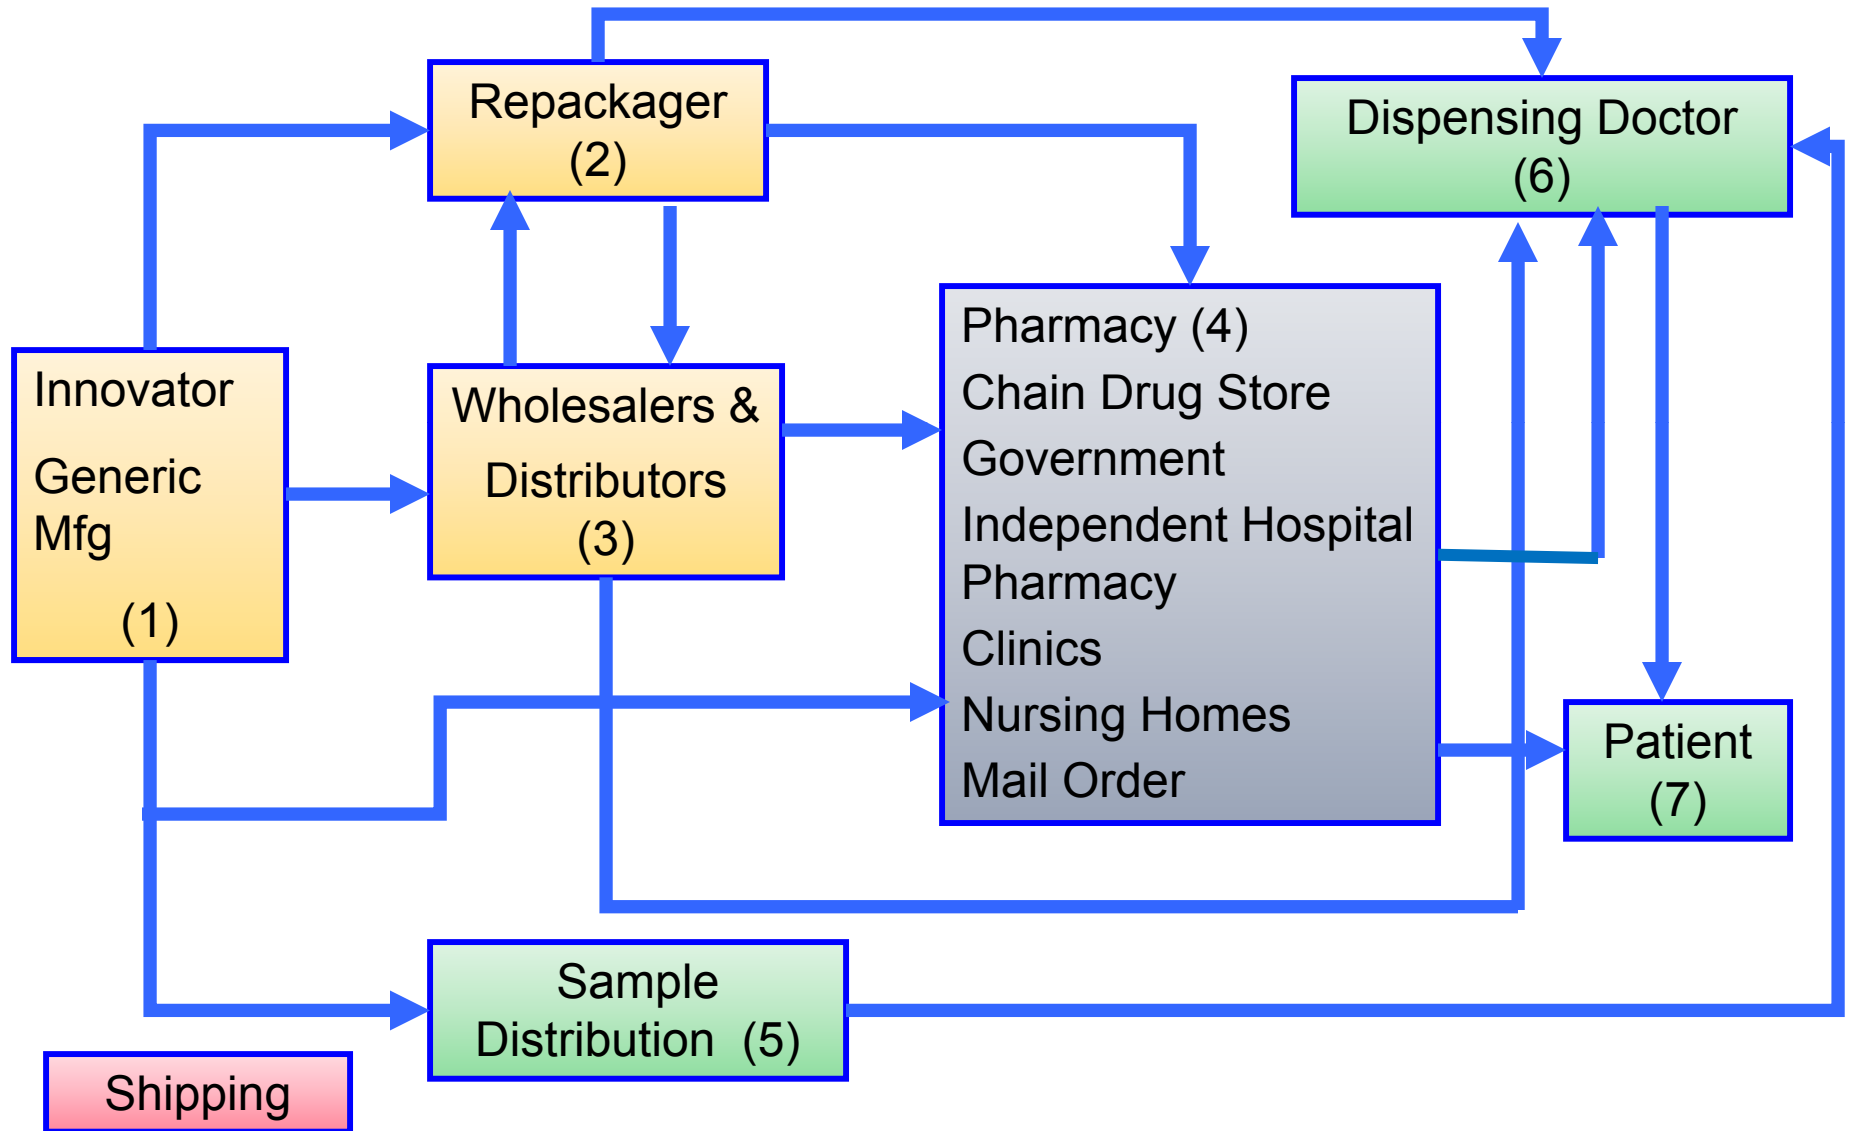 Repackager
(2)
Dispensing Doctor
(6)
Innovator
Generic
Mfg
(1)
Wholesalers &
Distributors
(3)
Pharmacy (4)
Chain Drug Store
Government
Independent Hospital
Pharmacy
Clinics
Nursing Homes
Mail Order
Patient
(7)
Sample
Distribution (5)
Shipping